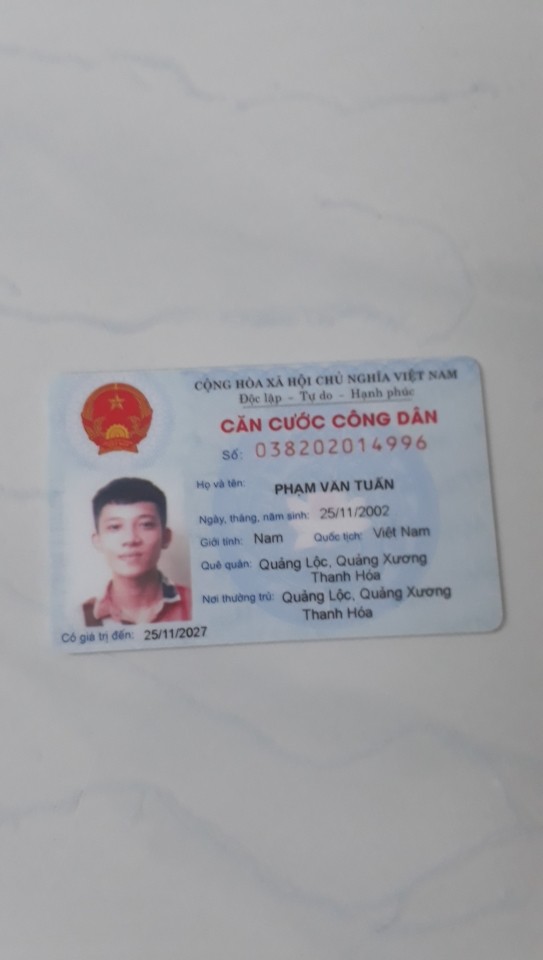 CỘNG HÒA XÃ HỘI CHỦ NGHĨA VIỆT NAM
Độc lập - Tự do - Hạnh phúc
CĂN CƯỚC CÔNG DÂN
Số: 038202014996
Họ và tên: PHẠM VĂN TUẤN
Ngày, tháng, năm sinh: 25/11/2002
Giới tính: Nam Quốc tịch: Việt Nam
Quê quán: Quảng Lộc, Quảng Xương
Thanh Hóa
Nơi thường trú: Quảng Lộc, Quảng Xương
Thanh Hóa
Có giá trị đến: 25/11/2027